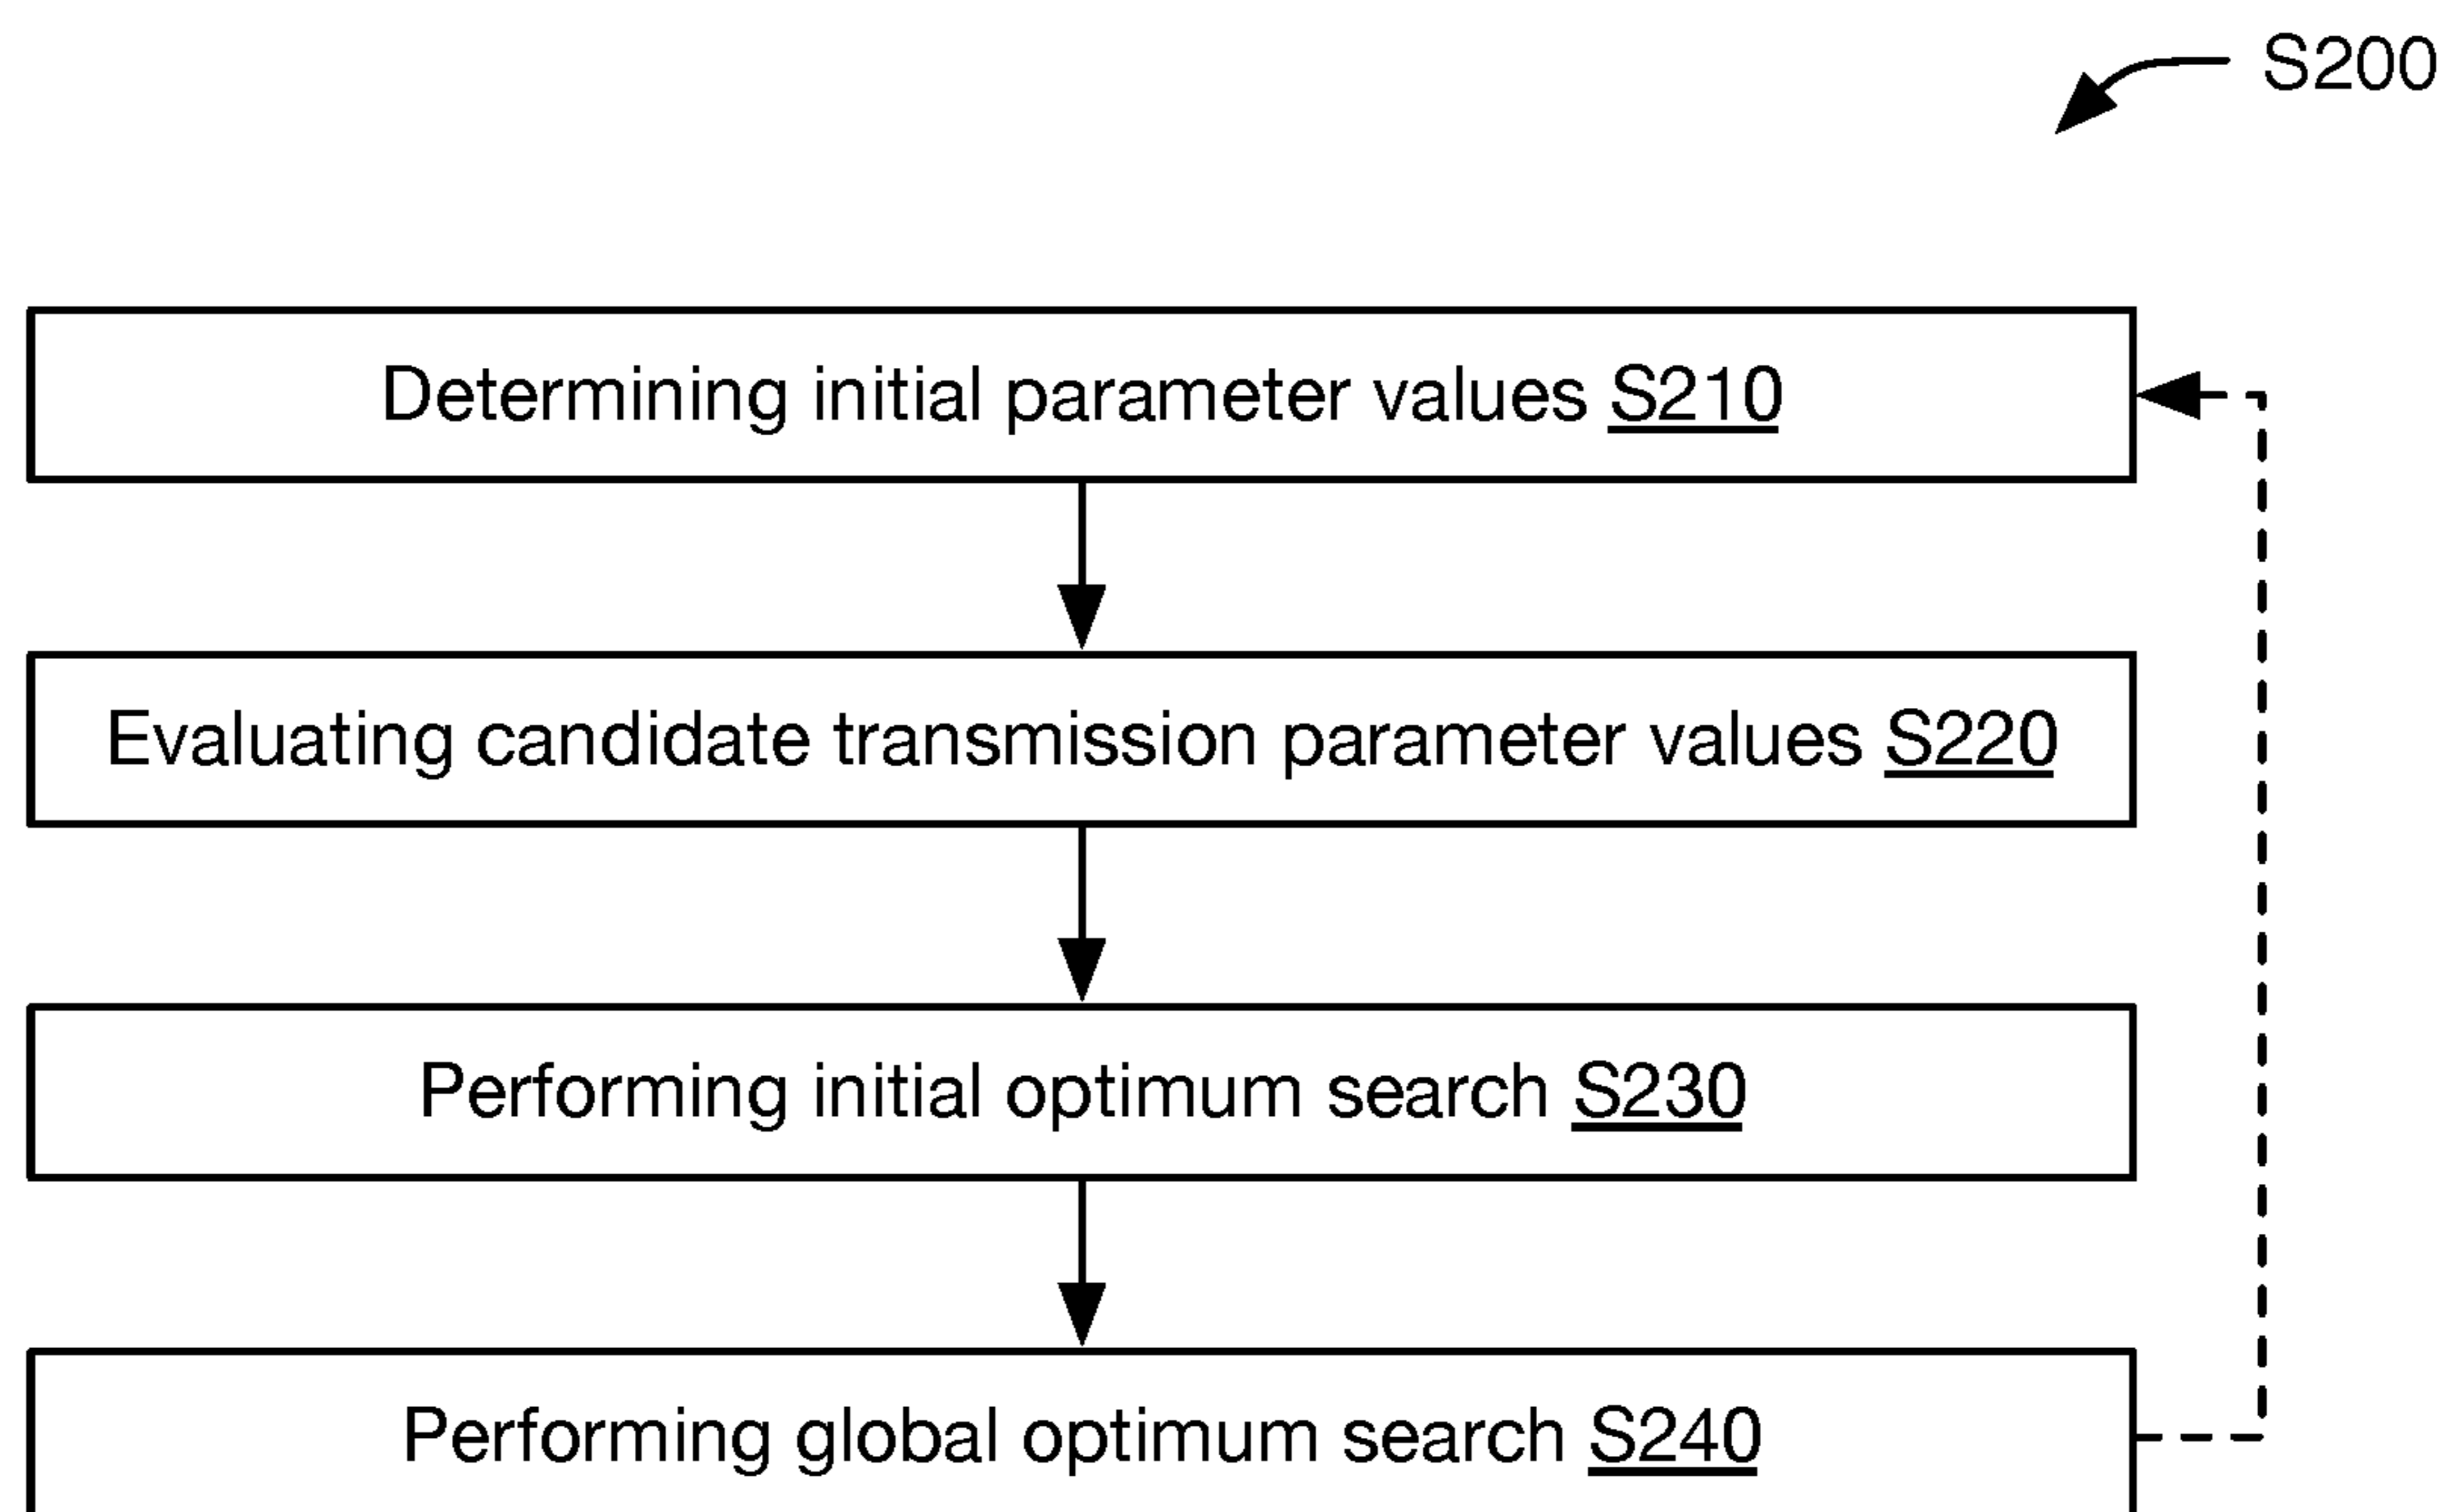 S200
Determining initial parameter values S210
Evaluating candidate transmission parameter values S220
Performing initial optimum search S230
Performing global optimum search S240